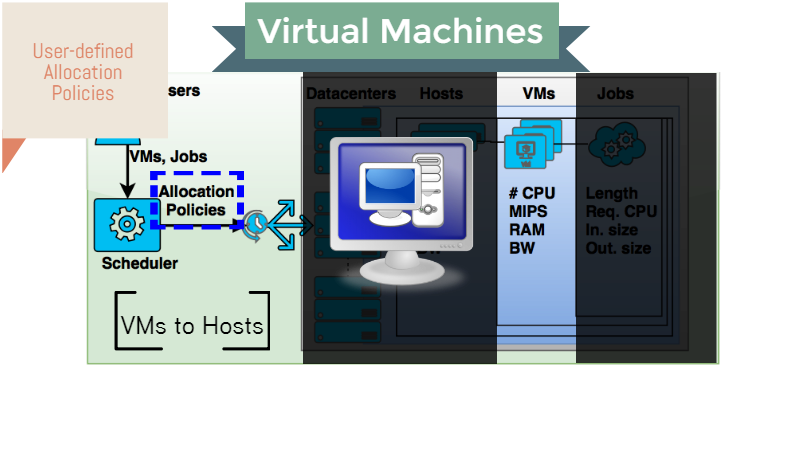 Virtual Machines
User-defined
Allocation
Policies
sers
Datacenters
Hosts
VMs
Jobs
VMs, Jobs
Allocation
Policies
Scheduler
# CPU
MIPS
RAM
BW
Length
Req. CPU
In. size
Out. size
VMs to Hosts